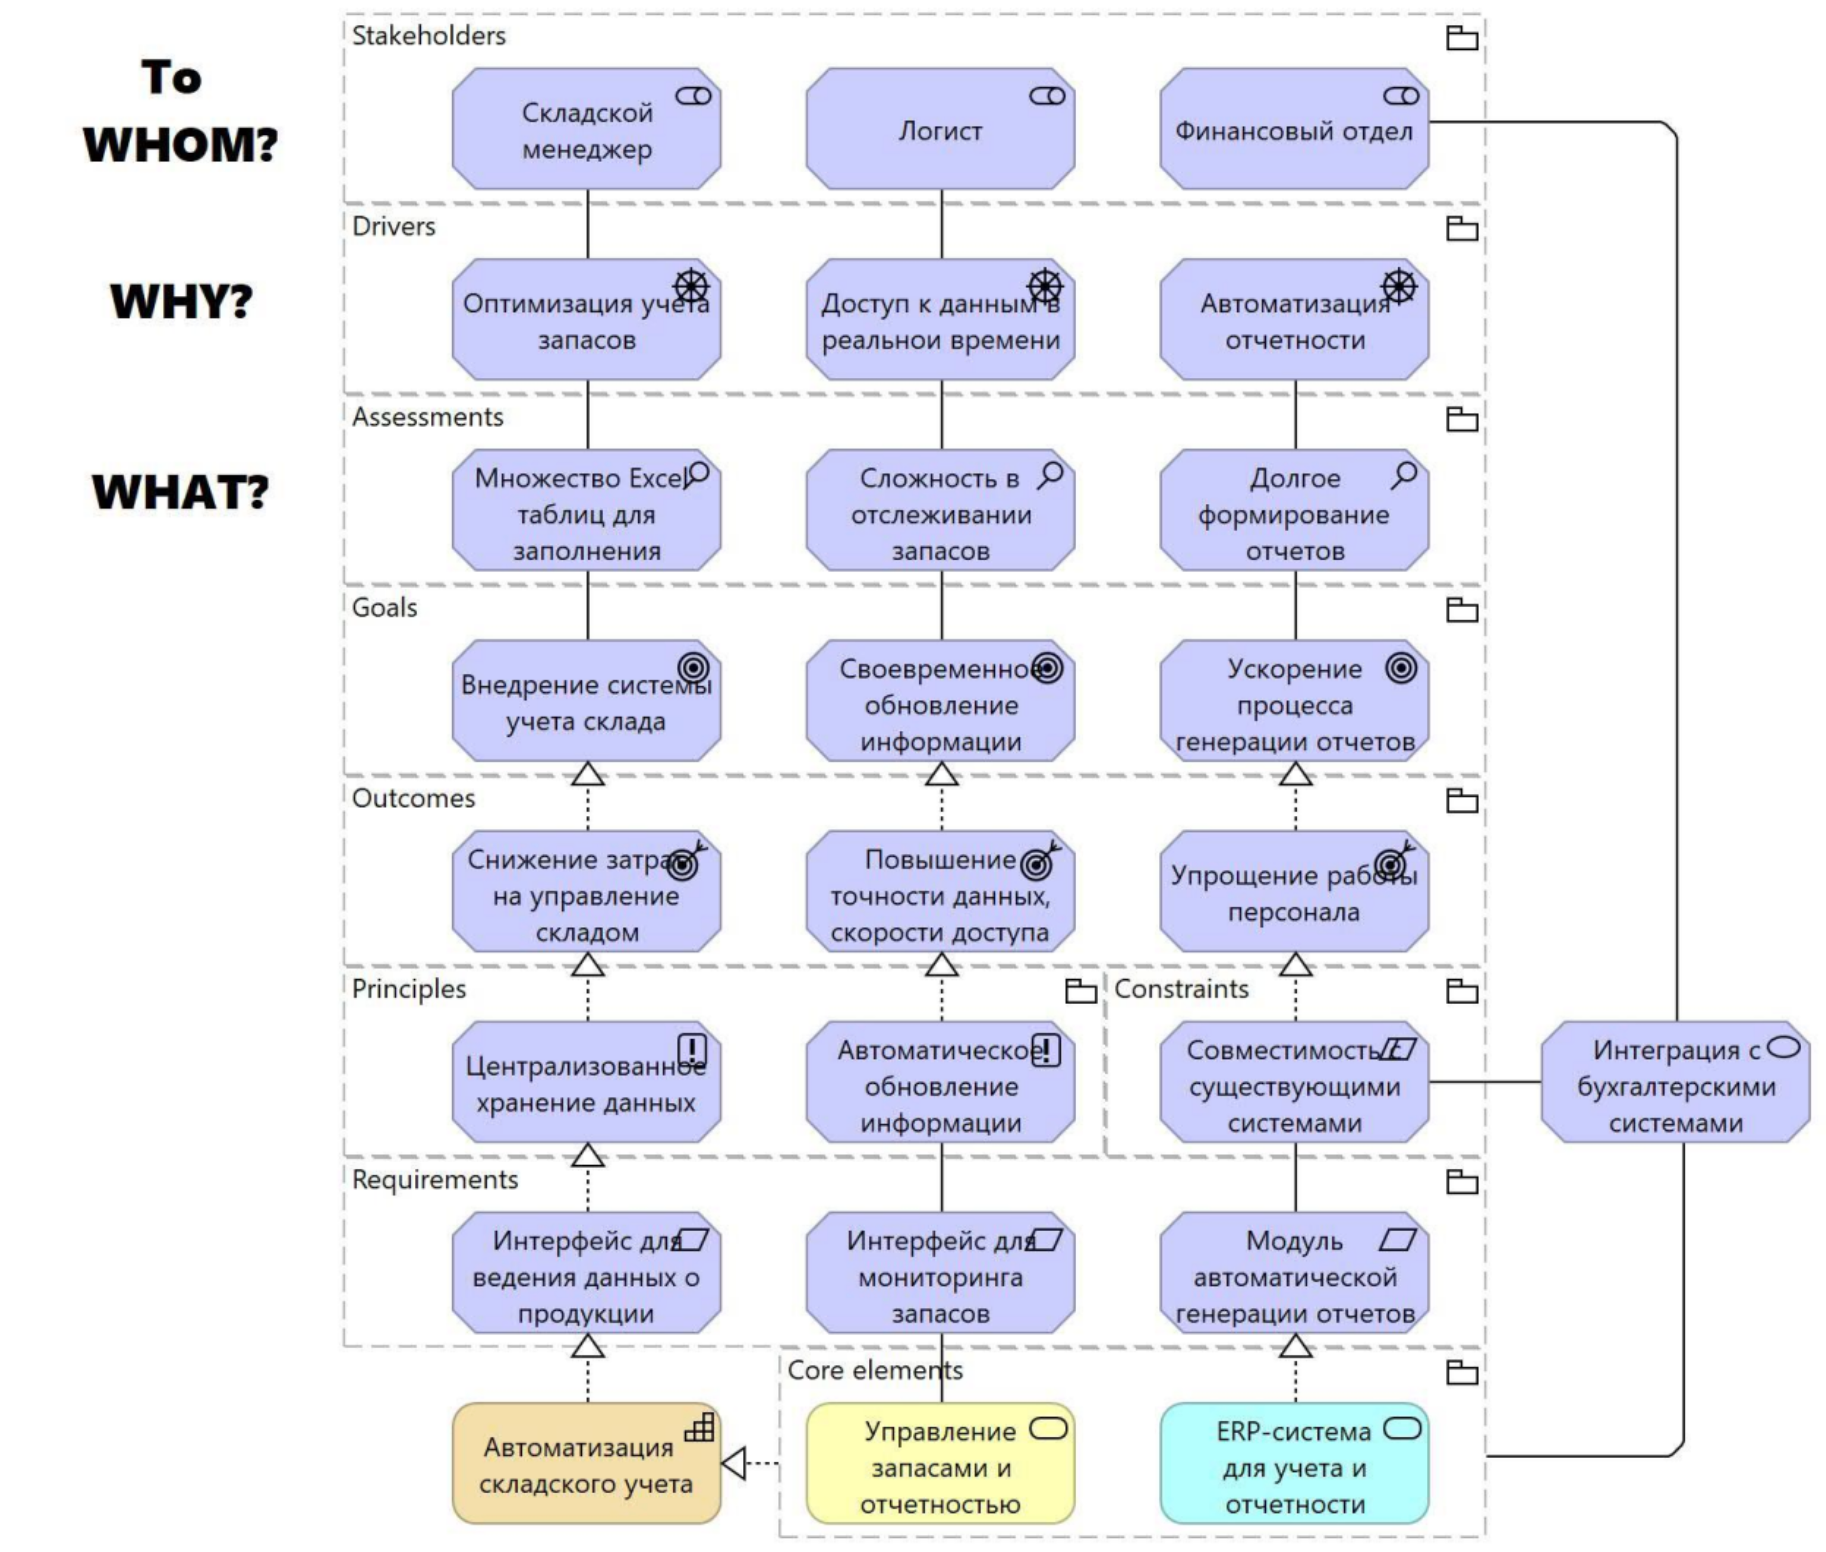 To
WHOM?
Stakeholders
Складской
менеджер
Логист
Финансовый отдел
WHY?
Drivers
Оптимизация учета
запасов
Доступ к данным в
реальной времени
Автоматизация
отчетности
WHAT?
Assessments
Множество Excel
таблиц для
заполнения
Сложность в
отслеживании
запасов
Долгое
формирование
отчетов
Goals
Внедрение системы
учета склада
Своевременное
обновление
информации
Ускорение
процесса
генерации отчетов
Outcomes
Снижение затрат
на управление
складом
Повышение
точности данных,
скорости доступа
Упрощение работы
персонала
Principles
Централизованное
хранение данных
Автоматическое
обновление
информации
Constraints
Совместимость с
существующими
системами
Интеграция с
бухгалтерскими
системами
Requirements
Интерфейс для
ведения данных о
продукции
Интерфейс для
мониторинга
запасов
Модуль
автоматической
генерации отчетов
Автоматизация
складского учета
Core elements
Управление
запасами и
отчетностью
ERP-система
для учета и
отчетности